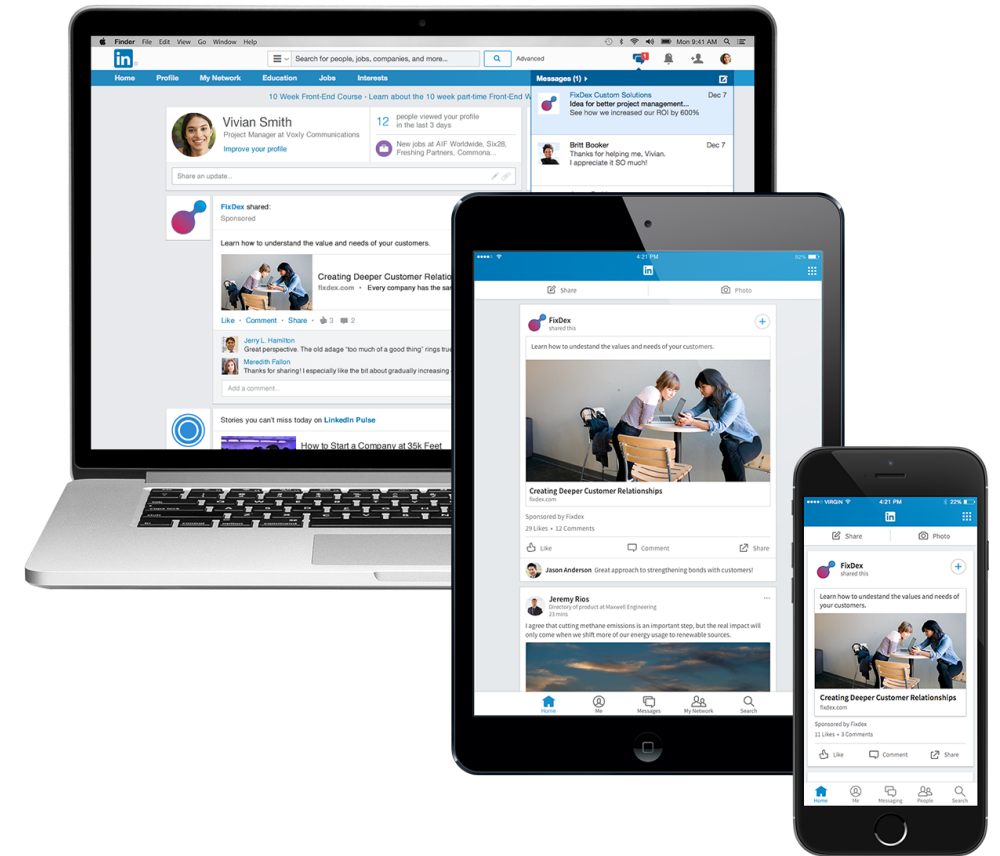 Finder File Edit View Go Window Help
Mon 9:41 AM
in
Search for people, jobs, companies, and more...
Advanced
1
Home Profile My Network Education Jobs Interests
10 Week Front-End Course - Learn about the 10 week part-time Front-End W
Vivian Smith
Project Manager at Voxly Communications
Improve your profile
12 people viewed your profile
in the last 3 days
New jobs at AIF Worldwide, Six28,
Freshing Partners, Commona...
Share an update...
FixDex shared:
Sponsored
Learn how to understand the value and needs of your customers.
Creating Deeper Customer Relatio
fixdex.com • Every company has the sa
Like • Comment • Share • 3 2
Jerry L. Hamilton
Great perspective. The old adage "too much of a good thing" rings true
Meredith Fallon
Thanks for sharing! I especially like the bit about gradually increasing
Add a comment...
Stories you can't miss today on LinkedIn Pulse
How to Start a Company at 35k Feet
Messages (1)
FixDex Custom Solutions Dec 7
Idea for better project management...
See how we increased our ROI by 600%
Britt Booker Dec 7
Thanks for helping me, Vivian.
I appreciate it SO much!
4:21 PM
92%
in
Share Photo
FixDex
shared this
Learn how to undestand the values and needs of your customers.
Creating Deeper Customer Relationships
fixdex.com
Sponsored by Fixdex
29 Likes • 12 Comments
Like Comment Share
Jason Anderson Great approach to strengthening bonds with customers!
Jeremy Rios
Directory of product at Maxwell Engineering
23 mins
I agree that cutting methane emissions is an important step, but the real impact will
only come when we shift more of our energy usage to renewable sources.
Home Me Messages My Network Search
VIRGIN 4:21 PM 22%
in
Share Photo
FixDex
shared this
Learn how to undestand the values and needs of
your customers.
Creating Deeper Customer Relationships
fixdex.com
Sponsored by Fixdex
11 Likes • 3 Comments
Like Comment Share
Home Me Messaging People Search